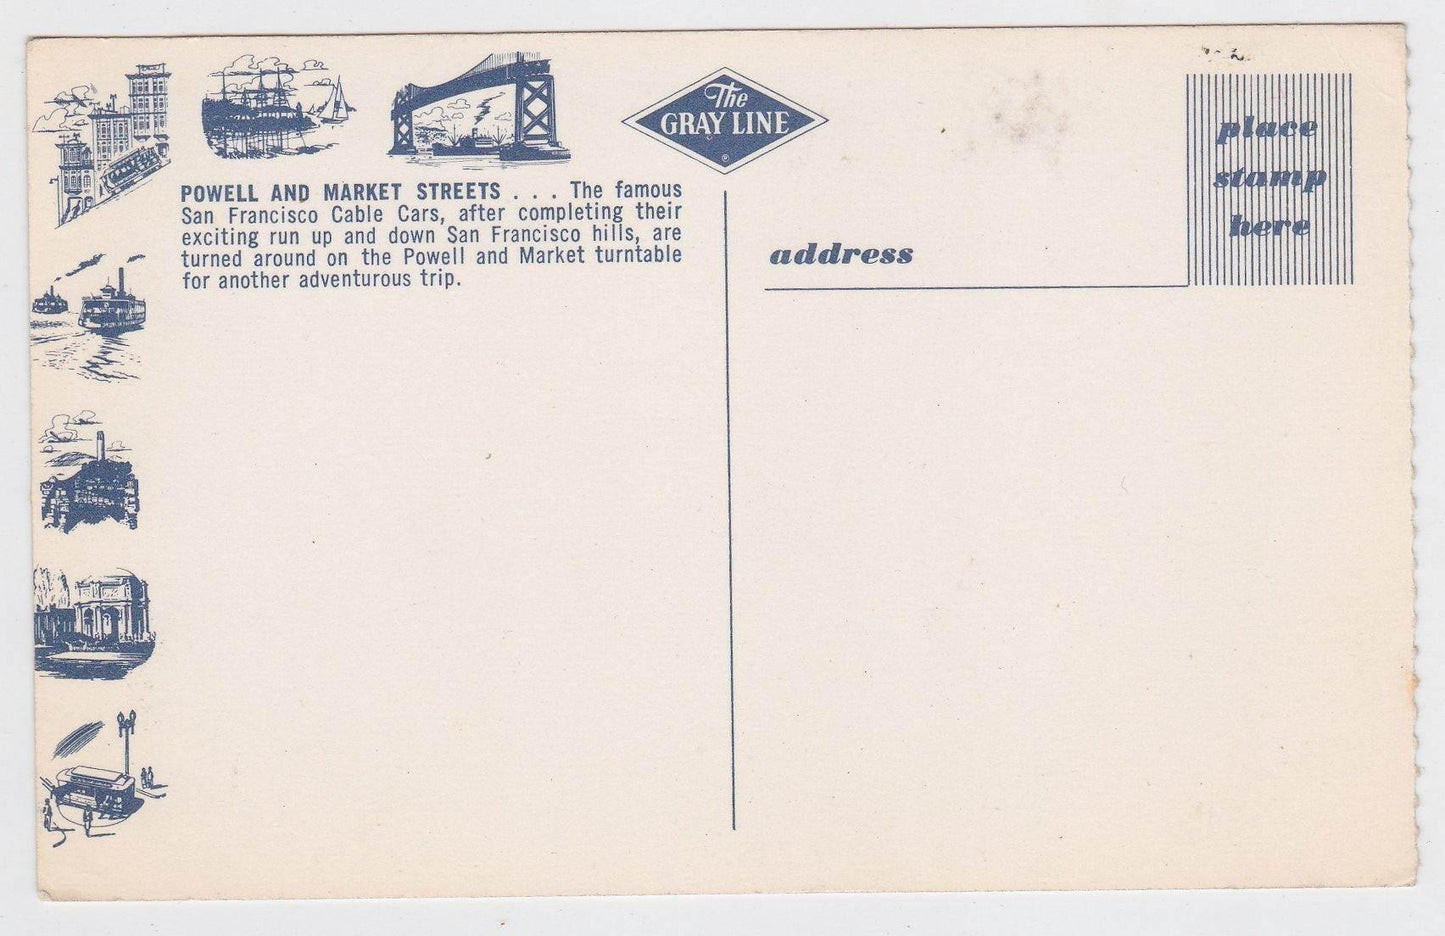 POWELL AND MARKET STREETS . . . The famous
San Francisco Cable Cars, after completing their
exciting run up and down San Francisco hills, are
turned around on the Powell and Market turntable
for another adventurous trip.
The
GRAY LINE
®
address
place
stamp
here